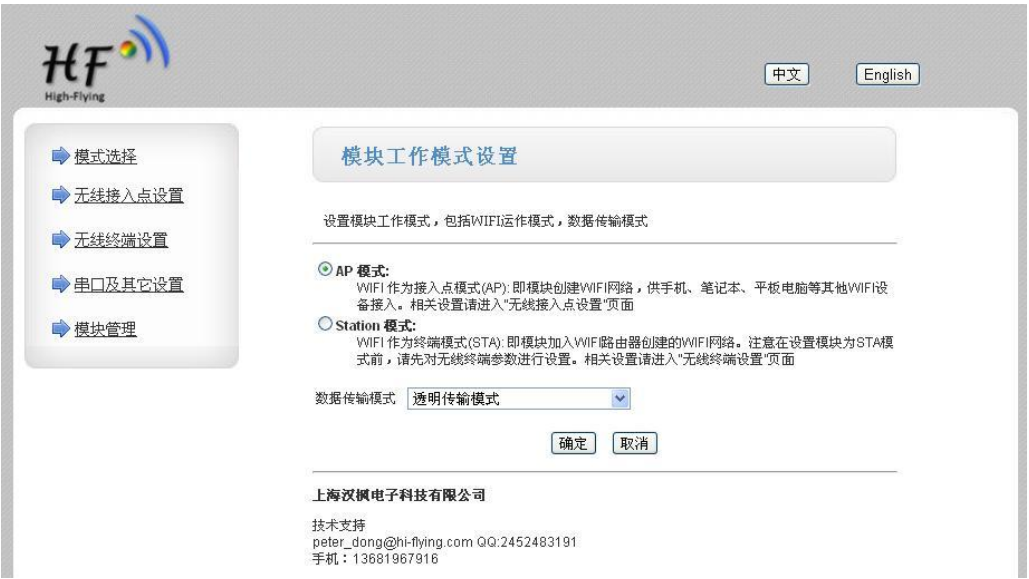 HF
High-Flying
中文 English
模式选择
无线接入点设置
无线终端设置
串口及其它设置
模块管理
模块工作模式设置
设置模块工作模式，包括WIFI运作模式，数据传输模式
AP 模式:
WIFI 作为接入点模式(AP): 即模块创建WIFI网络，供手机、笔记本、平板电脑等其他WIFI设
备接入。相关设置请进入"无线接入点设置"页面
Station 模式:
WIFI 作为终端模式(STA): 即模块加入WIFI路由器创建的WIFI网络。注意在设置模块为STA模
式前，请先对无线终端参数进行设置。相关设置请进入"无线终端设置"页面
数据传输模式 透明传输模式
确定 取消
上海汉枫电子科技有限公司
技术支持
peter_dong@hi-flying.com QQ:2452483191
手机：13681967916